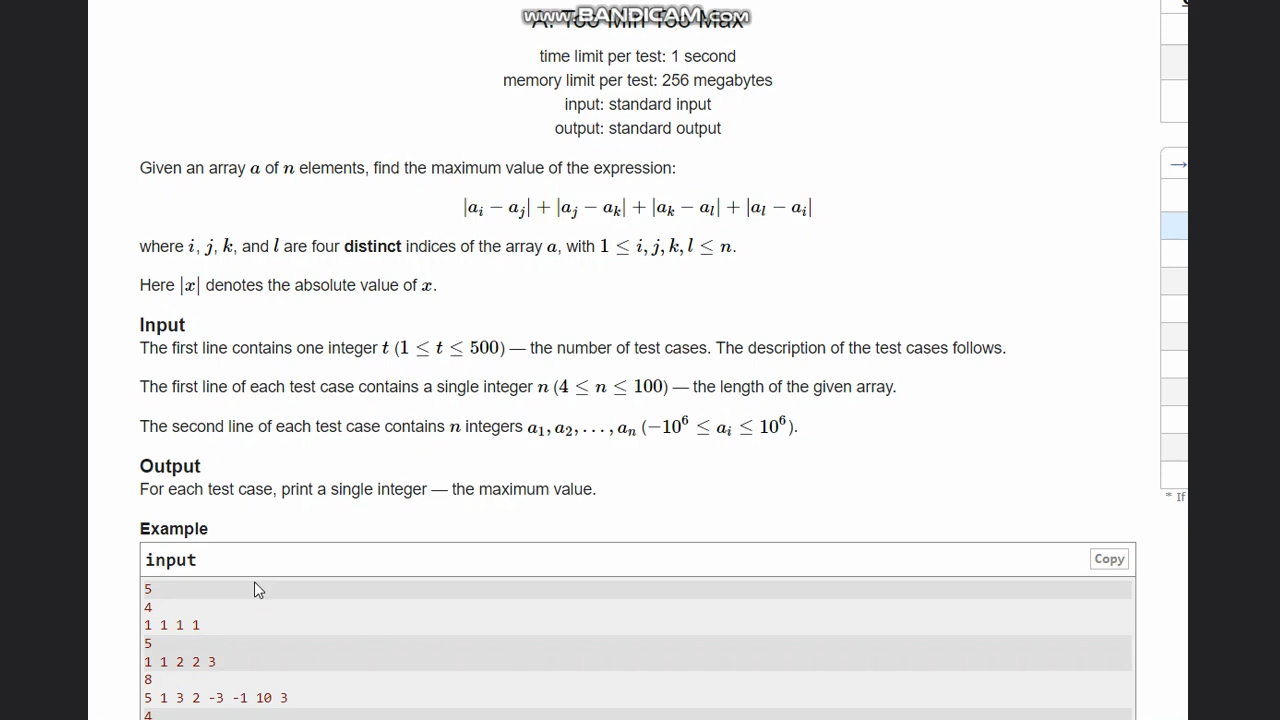 www.BANDICAM.com
A. Too Min Too Max
time limit per test: 1 second
memory limit per test: 256 megabytes
input: standard input
output: standard output
Given an array a of n elements, find the maximum value of the expression:
|a_i − a_j| + |a_j − a_k| + |a_k − a_l| + |a_l − a_i|
where i, j, k, and l are four distinct indices of the array a, with 1 ≤ i, j, k, l ≤ n.
Here |x| denotes the absolute value of x.
Input
The first line contains one integer t (1 ≤ t ≤ 500) — the number of test cases. The description of the test cases follows.
The first line of each test case contains a single integer n (4 ≤ n ≤ 100) — the length of the given array.
The second line of each test case contains n integers a_1, a_2, …, a_n (−10^6 ≤ a_i ≤ 10^6).
Output
For each test case, print a single integer — the maximum value.
Example
input
Copy
5
4
1 1 1 1
5
1 1 2 2 3
8
5 1 3 2 -3 -1 10 3
4
→
* If